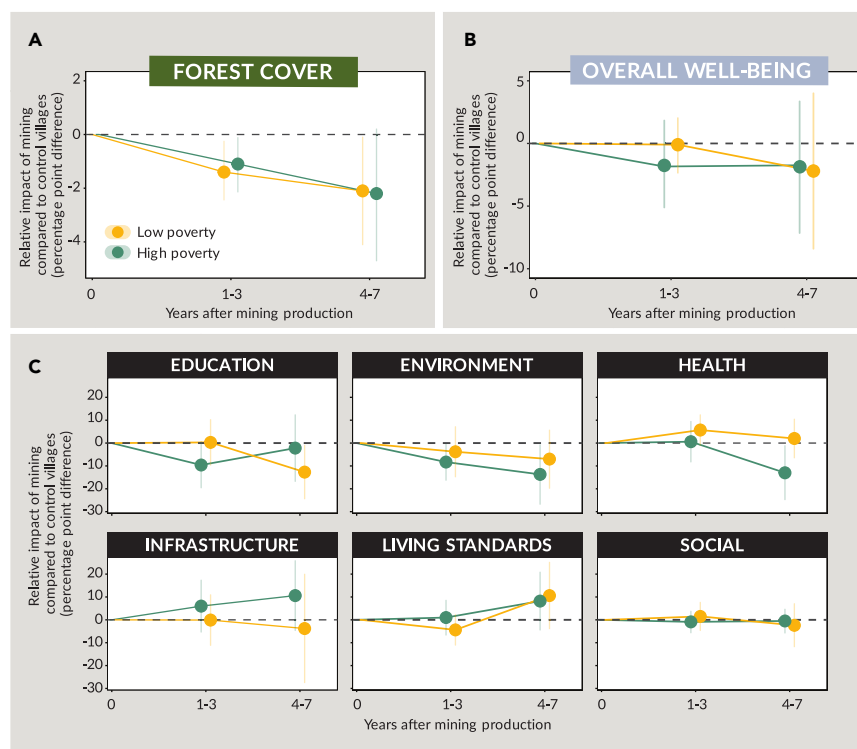 A
FOREST COVER
Relative impact of mining
compared to control villages
(percentage point difference)
2
0
-2
-4
Low poverty
High poverty
0
1-3
4-7
Years after mining production
B
OVERALL WELL-BEING
Relative impact of mining
compared to control villages
(percentage point difference)
5
0
-5
-10
0
1-3
4-7
Years after mining production
C
Relative impact of mining
compared to control villages
(percentage point difference)
EDUCATION
ENVIRONMENT
HEALTH
20
10
0
-10
-20
-30
INFRASTRUCTURE
LIVING STANDARDS
SOCIAL
20
10
0
-10
-20
-30
0
1-3
4-7
0
1-3
4-7
0
1-3
4-7
Years after mining production